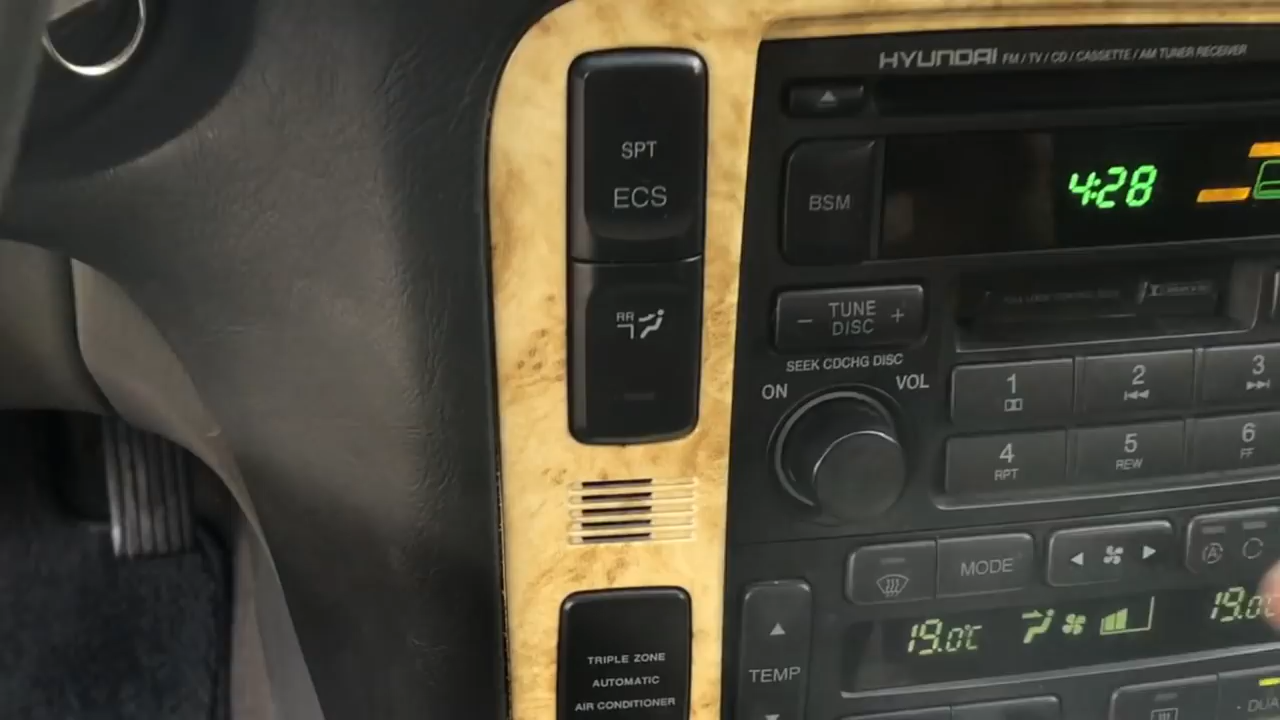 HYUNDAI FM / TV / CD / CASSETTE / AM TUNER RECEIVER
SPT
ECS
BSM
4:28
RR
− TUNE +
DISC
SEEK CDCHG DISC
ON
VOL
1
2
3
4
RPT
5
REW
6
FF
MODE
A
19.0°C
19.0°C
TEMP
TRIPLE ZONE
AUTOMATIC
AIR CONDITIONER